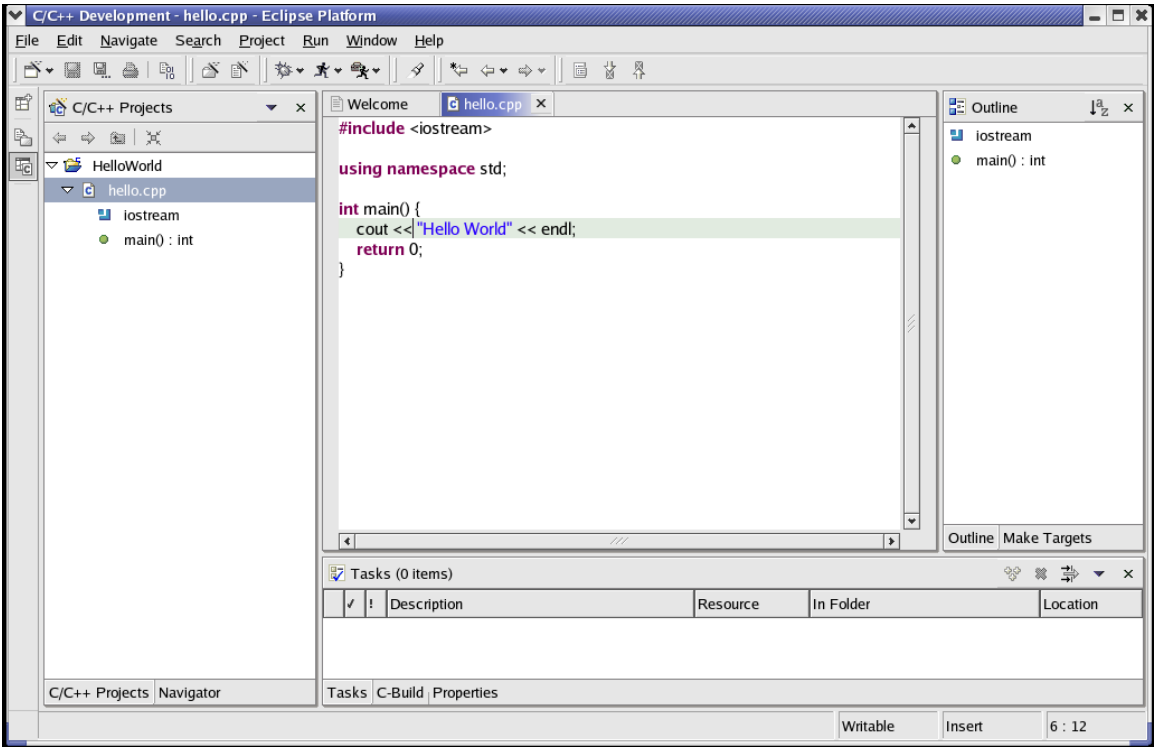 C/C++ Development - hello.cpp - Eclipse Platform
File Edit Navigate Search Project Run Window Help
C/C++ Projects
HelloWorld
hello.cpp
iostream
main() : int
C/C++ Projects Navigator
Welcome hello.cpp
#include <iostream>
using namespace std;
int main() {
cout << "Hello World" << endl;
return 0;
}
Outline
iostream
main() : int
Outline Make Targets
Tasks (0 items)
✓ ! Description Resource In Folder Location
Tasks C-Build Properties
Writable Insert 6 : 12